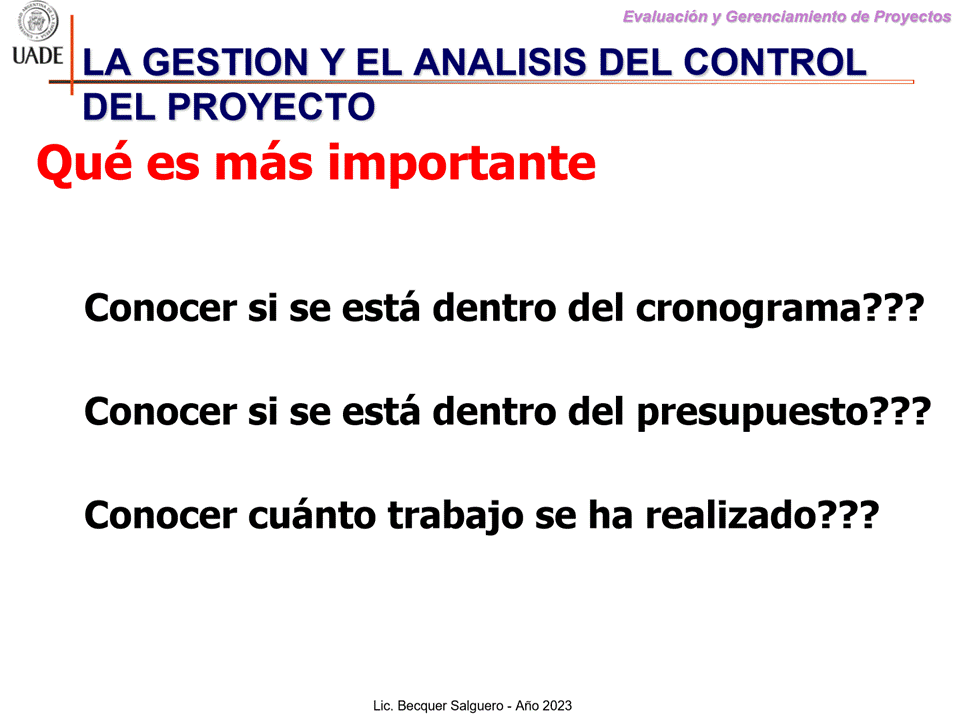 Evaluación y Gerenciamiento de Proyectos
UADE
LA GESTION Y EL ANALISIS DEL CONTROL
DEL PROYECTO
Qué es más importante
Conocer si se está dentro del cronograma???
Conocer si se está dentro del presupuesto???
Conocer cuánto trabajo se ha realizado???
Lic. Becquer Salguero - Año 2023